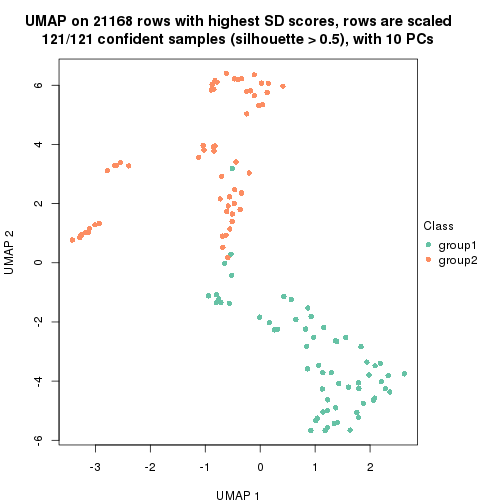 UMAP on 21168 rows with highest SD scores, rows are scaled
121/121 confident samples (silhouette > 0.5), with 10 PCs
6
4
2
0
-2
-4
-6
UMAP 2
-3
-2
-1
0
1
2
UMAP 1
Class
group1
group2